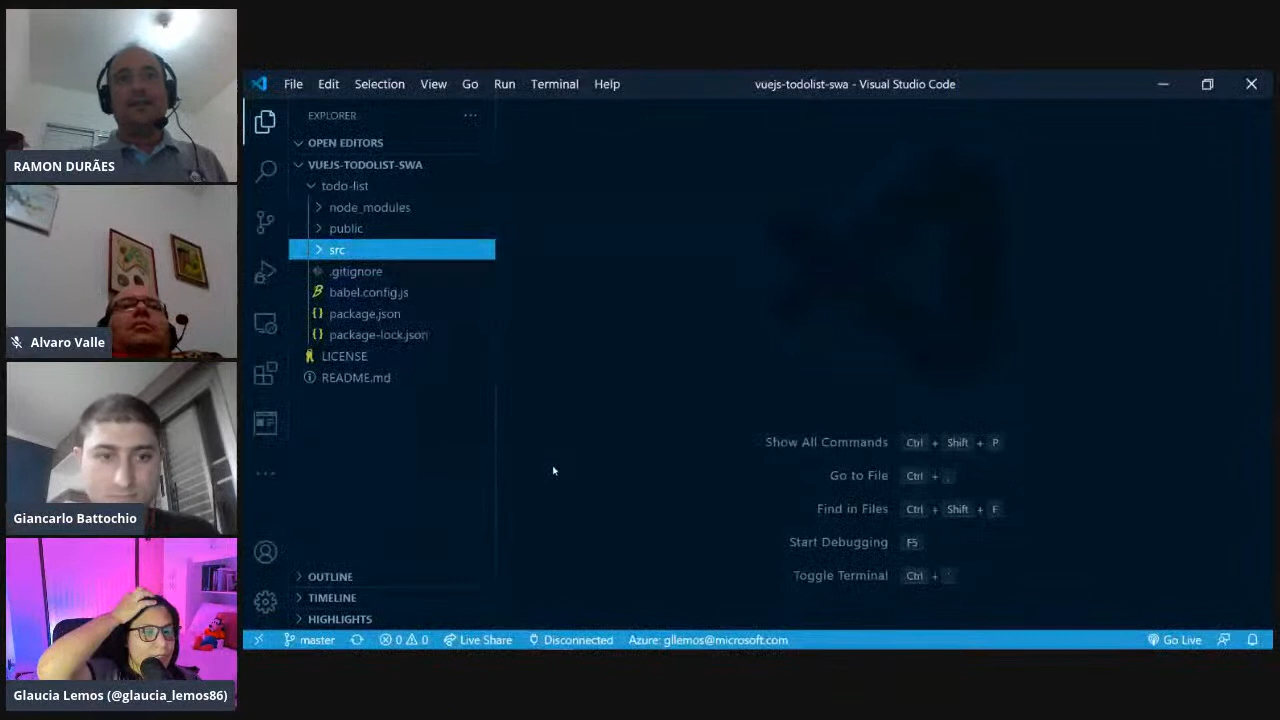 RAMON DURÃES
Alvaro Valle
Giancarlo Battochio
Glaucia Lemos (@glaucia_lemos86)
File Edit Selection View Go Run Terminal Help
vuejs-todolist-swa - Visual Studio Code
EXPLORER
OPEN EDITORS
VUEJS-TODOLIST-SWA
todo-list
node_modules
public
src
.gitignore
babel.config.js
package.json
package-lock.json
LICENSE
README.md
Show All Commands Ctrl + Shift + P
Go to File Ctrl +
Find in Files Ctrl + Shift + F
Start Debugging F5
Toggle Terminal Ctrl +
OUTLINE
TIMELINE
HIGHLIGHTS
master 0 0 Live Share Disconnected Azure: gllemos@microsoft.com Go Live